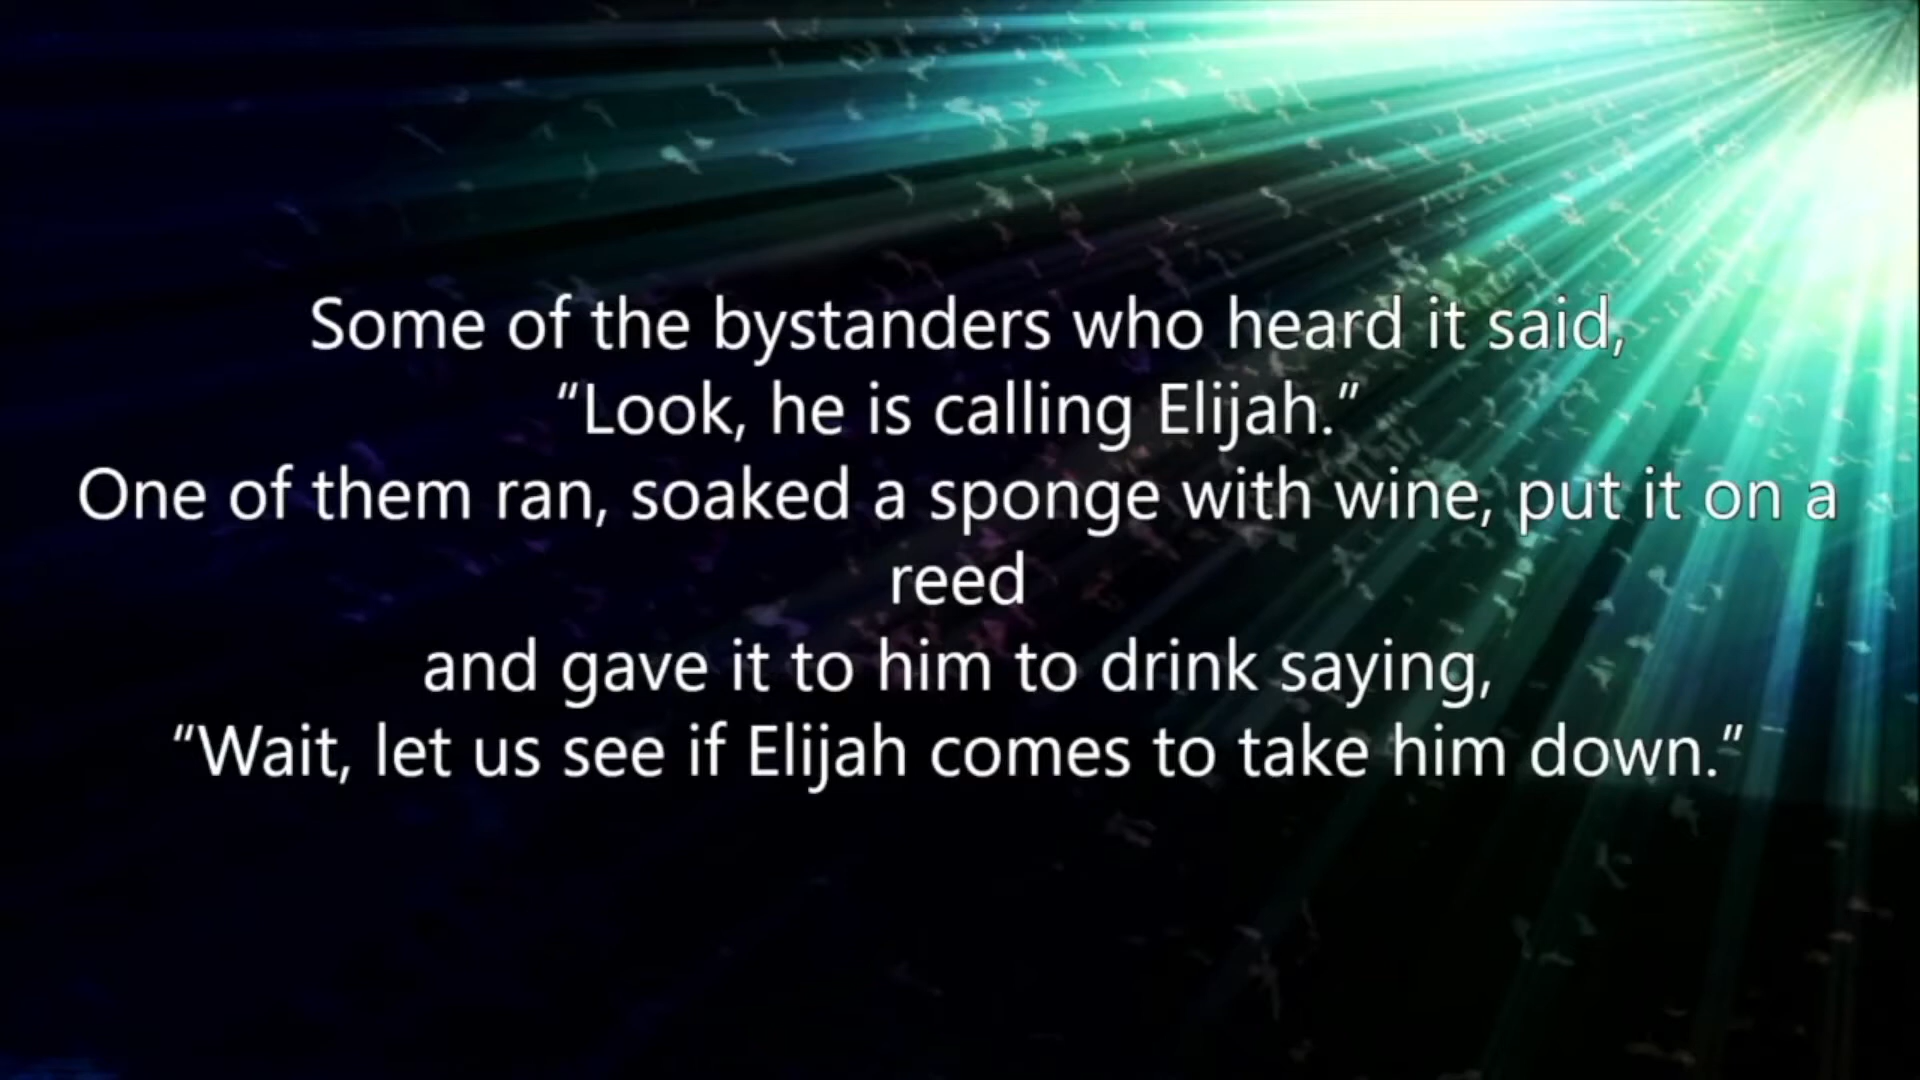 Some of the bystanders who heard it said,
“Look, he is calling Elijah.”
One of them ran, soaked a sponge with wine, put it on a
reed
and gave it to him to drink saying,
“Wait, let us see if Elijah comes to take him down.”